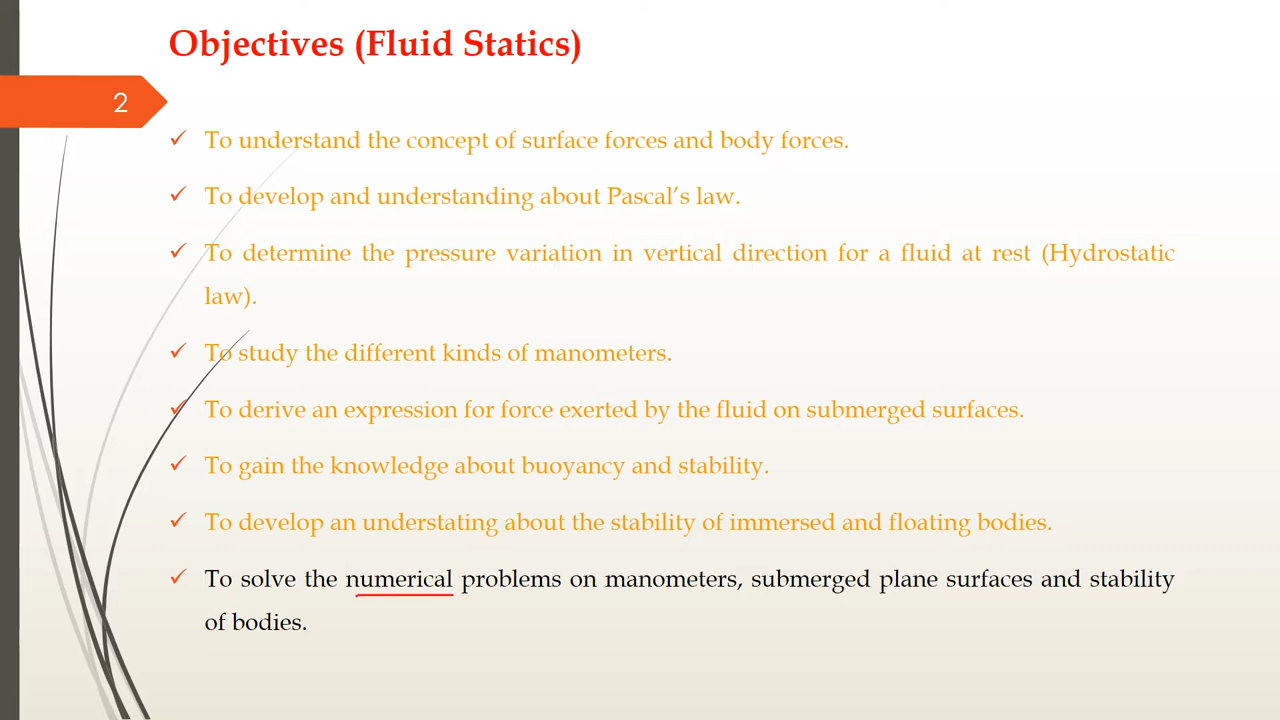 Objectives (Fluid Statics)
2
✓ To understand the concept of surface forces and body forces.
✓ To develop and understanding about Pascal’s law.
✓ To determine the pressure variation in vertical direction for a fluid at rest (Hydrostatic
law).
✓ To study the different kinds of manometers.
✓ To derive an expression for force exerted by the fluid on submerged surfaces.
✓ To gain the knowledge about buoyancy and stability.
✓ To develop an understating about the stability of immersed and floating bodies.
✓ To solve the numerical problems on manometers, submerged plane surfaces and stability
of bodies.